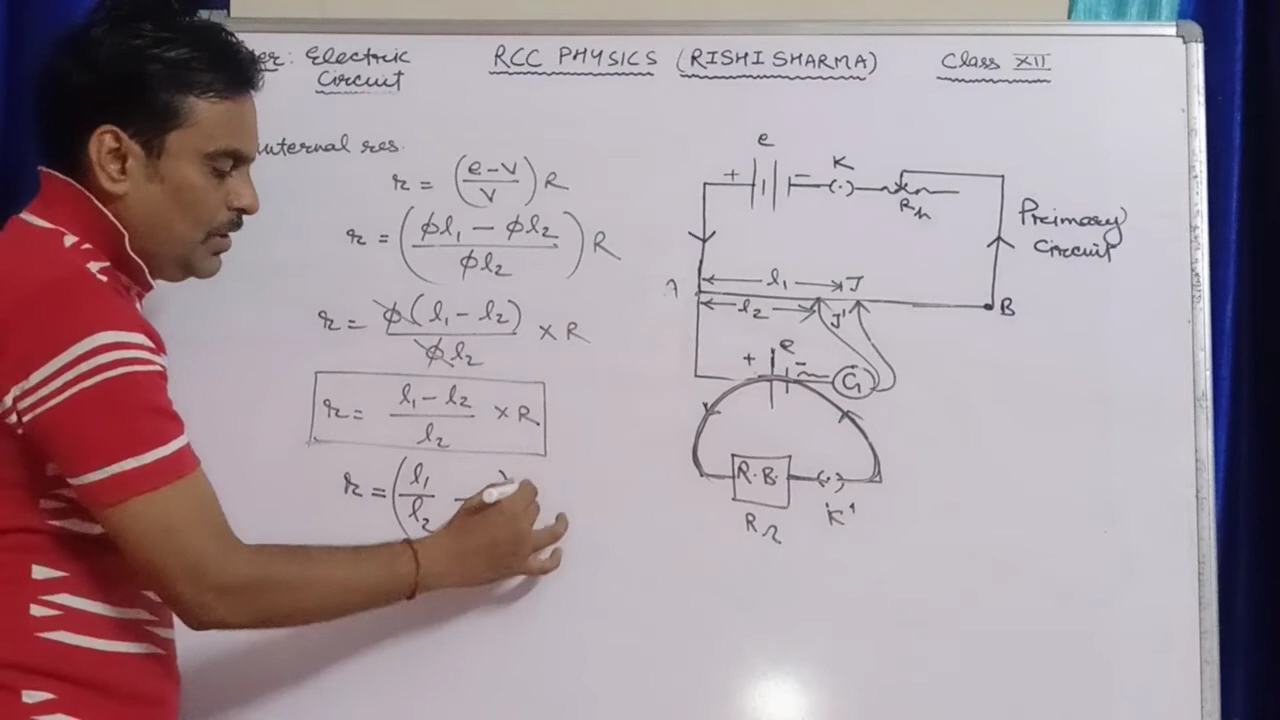 : Electric
Circuit
RCC PHYSICS (RISHI SHARMA)
Class XII
internal res.
r = (e-v/v) R
r = (ϕl₁ - ϕl₂/ϕl₂) R
r = ϕ(l₁ - l₂)/ϕl₂ × R
r = l₁ - l₂/l₂ × R
r = (l₁/l₂ -
e
+ - K
Rh
Preimary
Circuit
l₁ J
A B
l₂ J'
+ e -
G
R.B. K'
R Ω